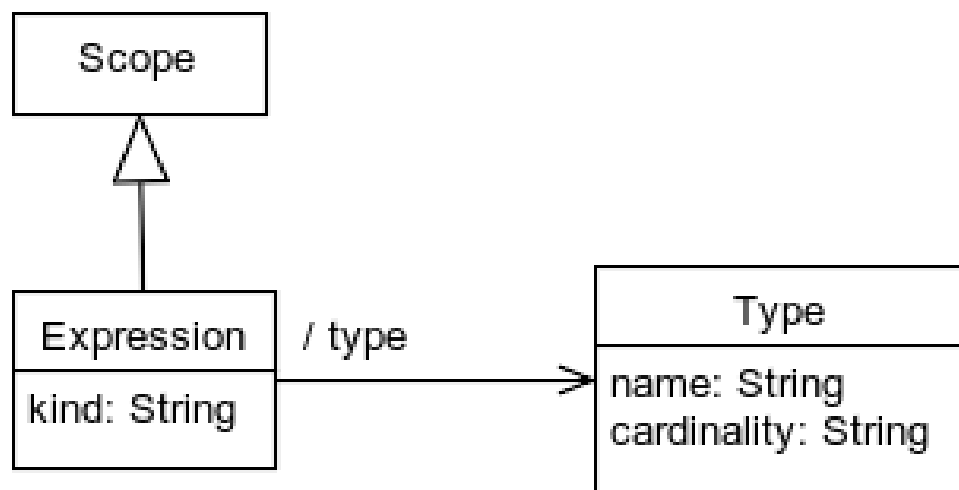 Scope
Expression
/ type
kind: String
Type
name: String
cardinality: String